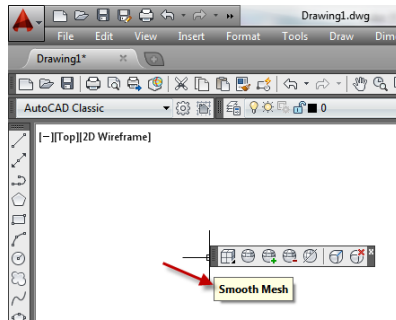 Drawing1.dwg
File Edit View Insert Format Tools Draw Dim
Drawing1*
AutoCAD Classic 0
[−][Top][2D Wireframe]
Smooth Mesh